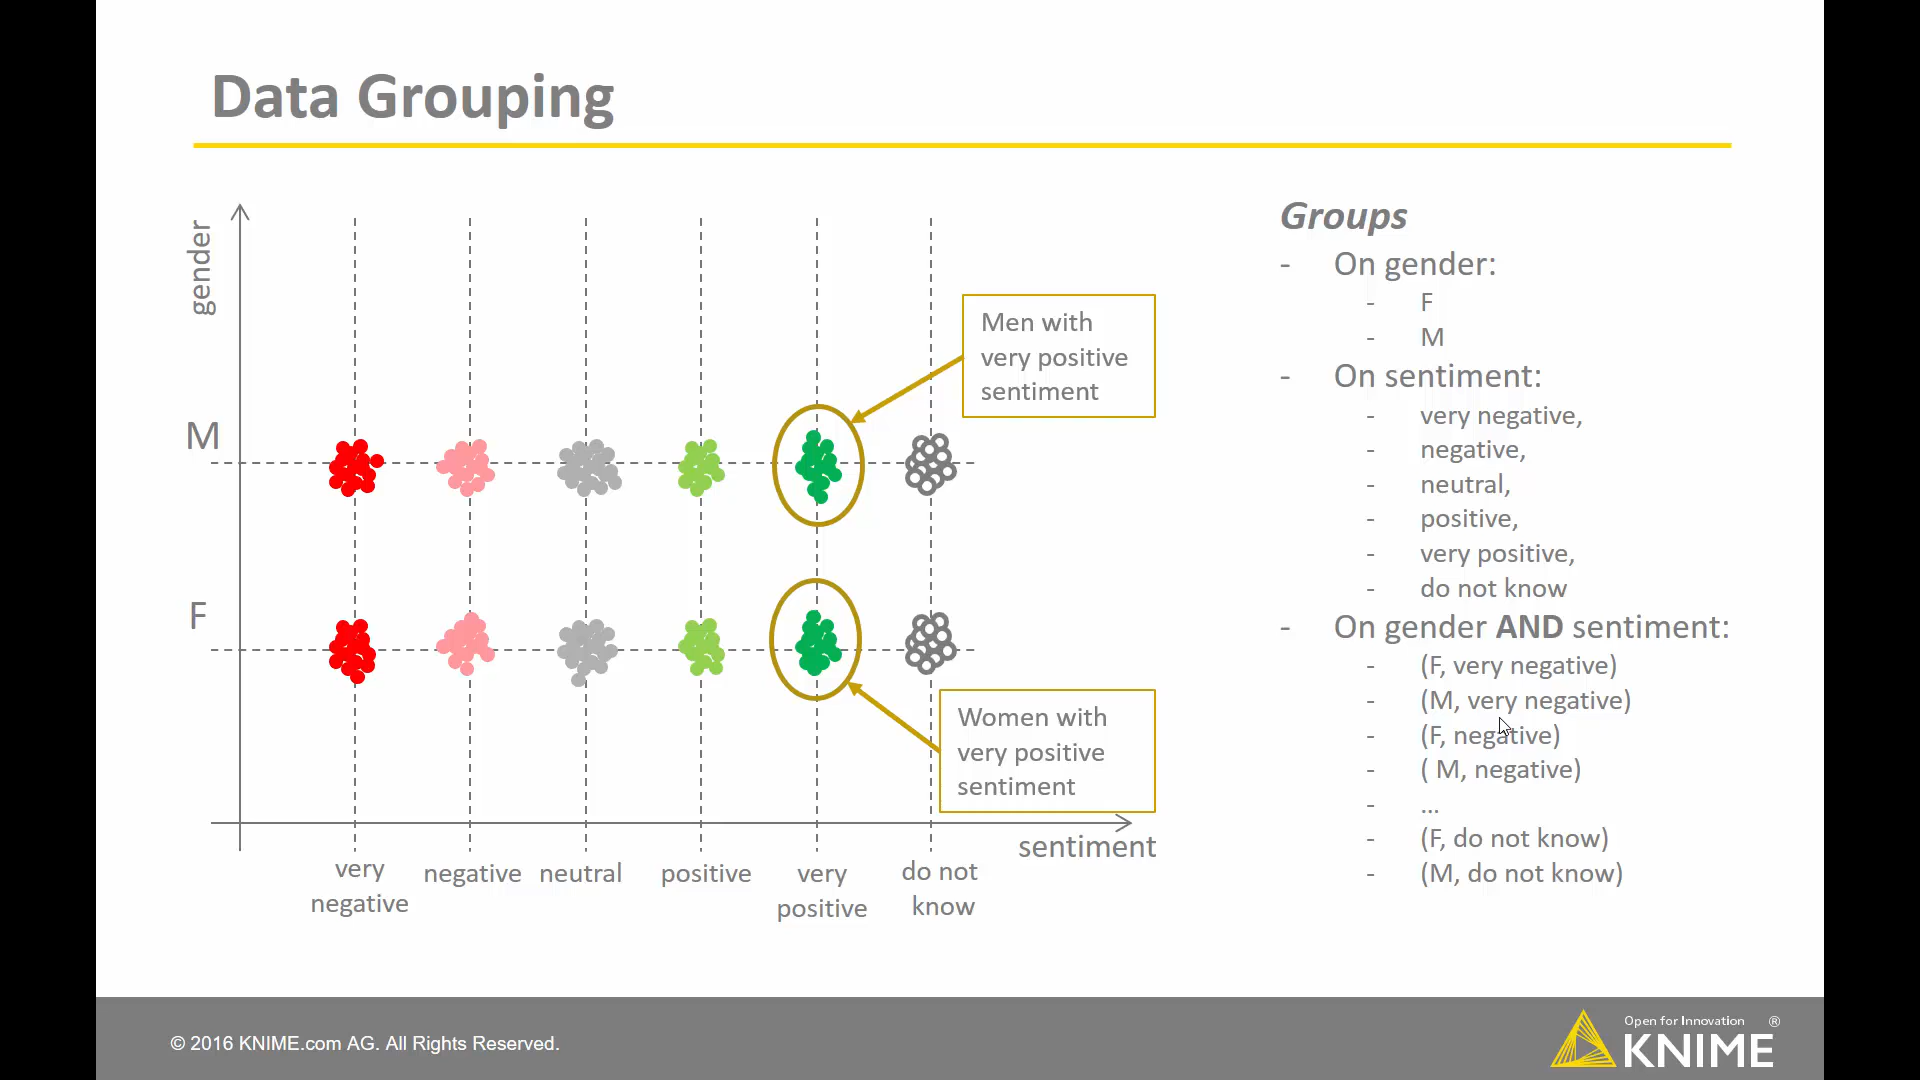 Data Grouping
gender
M
F
Men with
very positive
sentiment
Women with
very positive
sentiment
sentiment
very
negative
negative
neutral
positive
very
positive
do not
know
Groups
- On gender:
- F
- M
- On sentiment:
- very negative,
- negative,
- neutral,
- positive,
- very positive,
- do not know
- On gender AND sentiment:
- (F, very negative)
- (M, very negative)
- (F, negative)
- ( M, negative)
- ...
- (F, do not know)
- (M, do not know)
© 2016 KNIME.com AG. All Rights Reserved.
Open for Innovation ®
KNIME